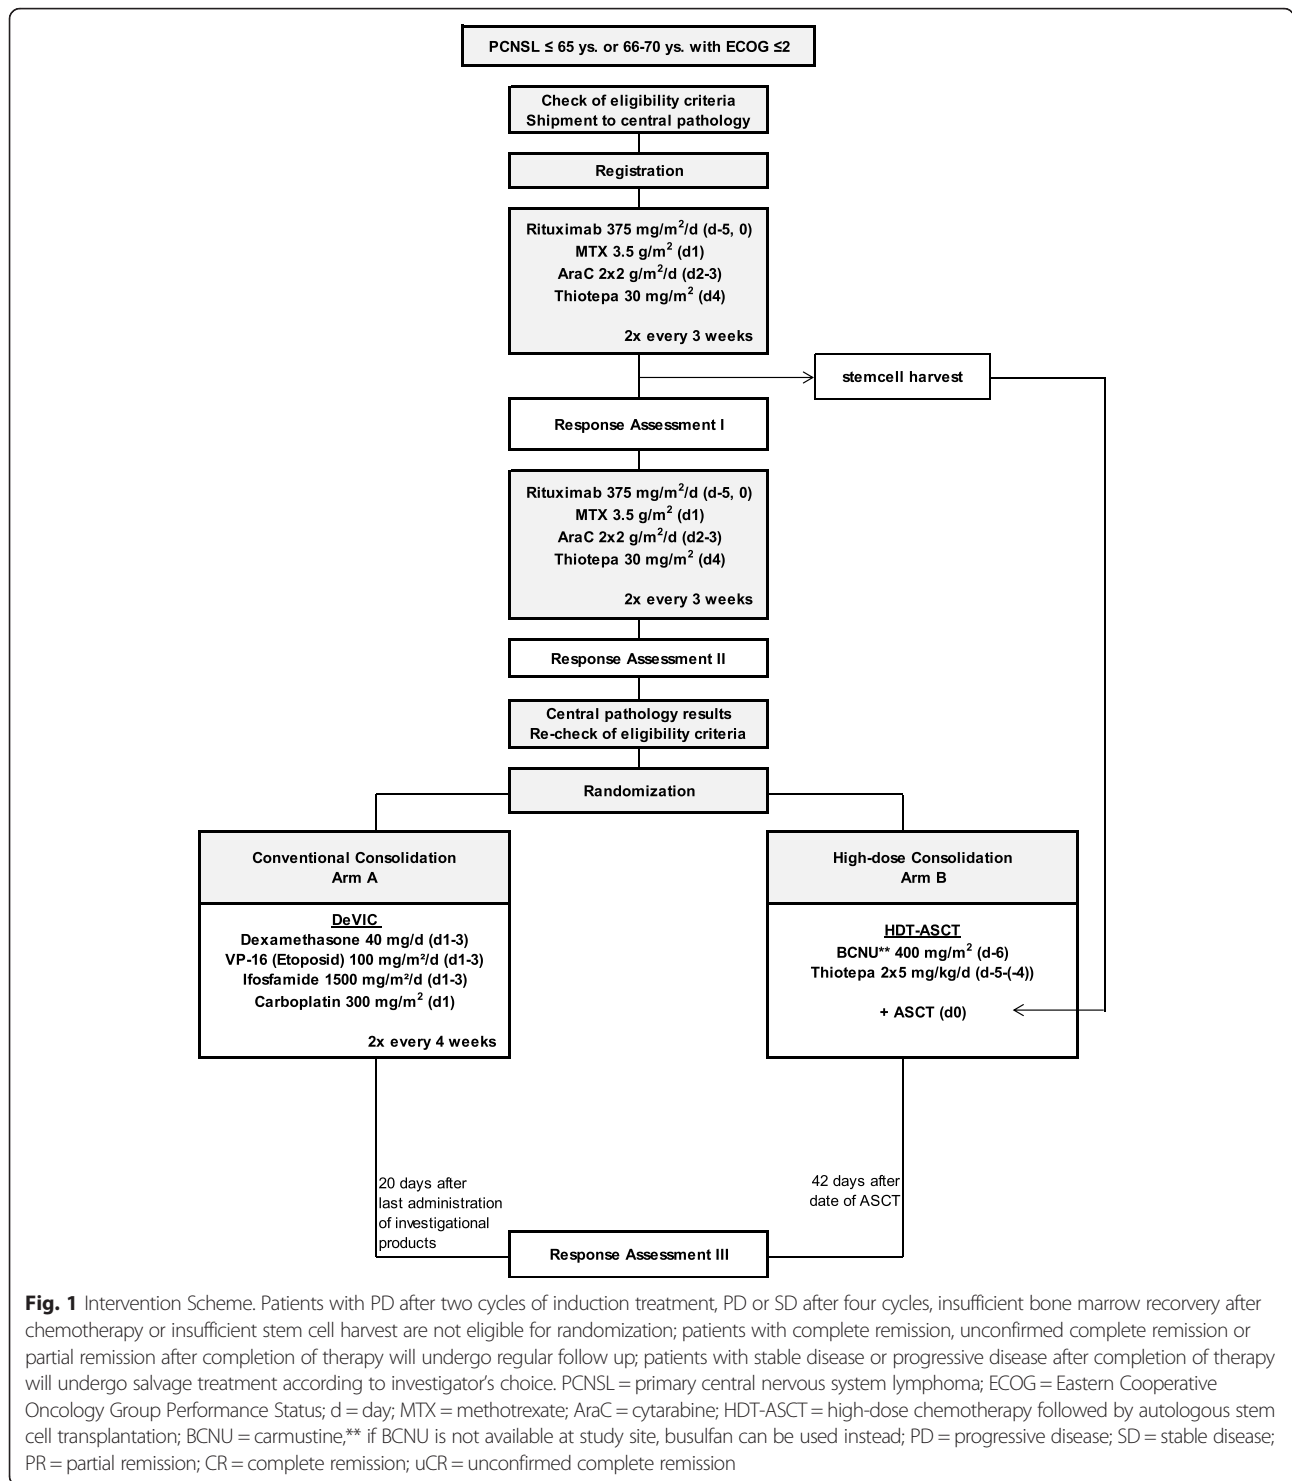 PCNSL ≤ 65 ys. or 66-70 ys. with ECOG ≤2
Check of eligibility criteria
Shipment to central pathology
Registration
Rituximab 375 mg/m²/d (d-5, 0)
MTX 3.5 g/m² (d1)
AraC 2x2 g/m²/d (d2-3)
Thiotepa 30 mg/m² (d4)
2x every 3 weeks
stemcell harvest
Response Assessment I
Rituximab 375 mg/m²/d (d-5, 0)
MTX 3.5 g/m² (d1)
AraC 2x2 g/m²/d (d2-3)
Thiotepa 30 mg/m² (d4)
2x every 3 weeks
Response Assessment II
Central pathology results
Re-check of eligibility criteria
Randomization
Conventional Consolidation
Arm A
DeVIC
Dexamethasone 40 mg/d (d1-3)
VP-16 (Etoposid) 100 mg/m²/d (d1-3)
Ifosfamide 1500 mg/m²/d (d1-3)
Carboplatin 300 mg/m² (d1)
2x every 4 weeks
High-dose Consolidation
Arm B
HDT-ASCT
BCNU** 400 mg/m² (d-6)
Thiotepa 2x5 mg/kg/d (d-5-(-4))
+ ASCT (d0)
20 days after
last administration
of investigational
products
42 days after
date of ASCT
Response Assessment III
Fig. 1 Intervention Scheme. Patients with PD after two cycles of induction treatment, PD or SD after four cycles, insufficient bone marrow recorvery after
chemotherapy or insufficient stem cell harvest are not eligible for randomization; patients with complete remission, unconfirmed complete remission or
partial remission after completion of therapy will undergo regular follow up; patients with stable disease or progressive disease after completion of therapy
will undergo salvage treatment according to investigator's choice. PCNSL = primary central nervous system lymphoma; ECOG = Eastern Cooperative
Oncology Group Performance Status; d = day; MTX = methotrexate; AraC = cytarabine; HDT-ASCT = high-dose chemotherapy followed by autologous stem
cell transplantation; BCNU = carmustine,** if BCNU is not available at study site, busulfan can be used instead; PD = progressive disease; SD = stable disease;
PR = partial remission; CR = complete remission; uCR = unconfirmed complete remission